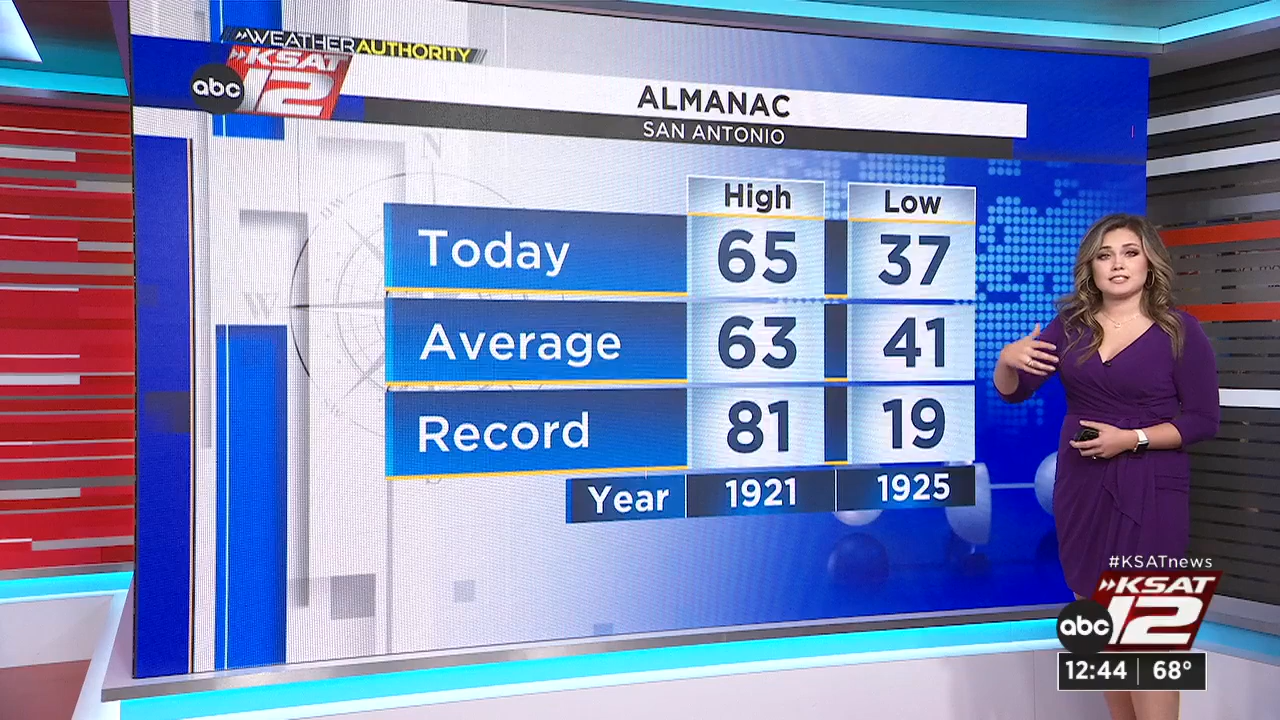 WEATHER AUTHORITY
abc KSAT 12
ALMANAC
SAN ANTONIO
N
High Low
Today 65 37
Average 63 41
Record 81 19
Year 1921 1925
#KSATnews
abc KSAT 12
12:44 68°